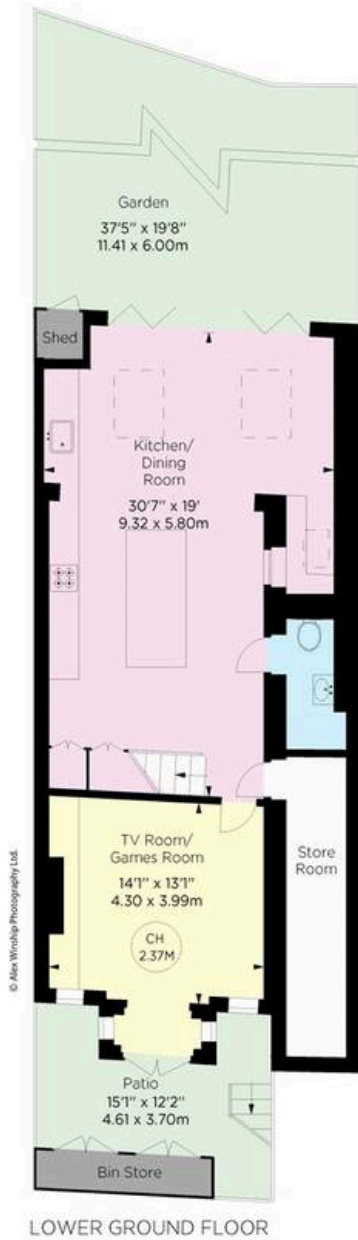 Garden
37'5" x 19'8"
11.41 x 6.00m
Shed
Kitchen/
Dining
Room
30'7" x 19'
9.32 x 5.80m
TV Room/
Games Room
14'1" x 13'1"
4.30 x 3.99m
CH
2.37M
Store
Room
© Alex Winship Photography Ltd.
Patio
15'1" x 12'2"
4.61 x 3.70m
Bin Store
LOWER GROUND FLOOR